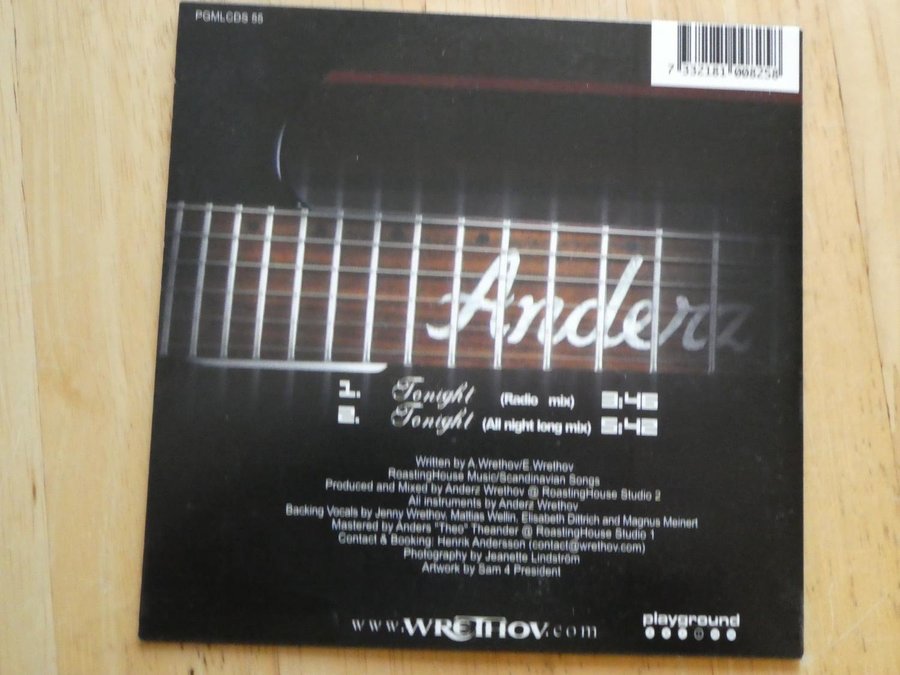 PGMLCDS 55
7 332181 008258
Anderz
1. Tonight (Radio mix) 3:46
2. Tonight (All night long mix) 5:42
Written by A.Wrethov/E.Wrethov
RoastingHouse Music/Scandinavian Songs
Produced and Mixed by Anderz Wrethov @ RoastingHouse Studio 2
All instruments by Anderz Wrethov
Backing Vocals by Jenny Wrethov, Mattias Wellin, Elisabeth Dittrich and Magnus Meinert
Mastered by Anders "Theo" Theander @ RoastingHouse Studio 1
Contact & Booking: Henrik Andersson (contact@wrethov.com)
Photography by Jeanette Lindström
Artwork by Sam 4 President
www.WRETHOV.com
playground